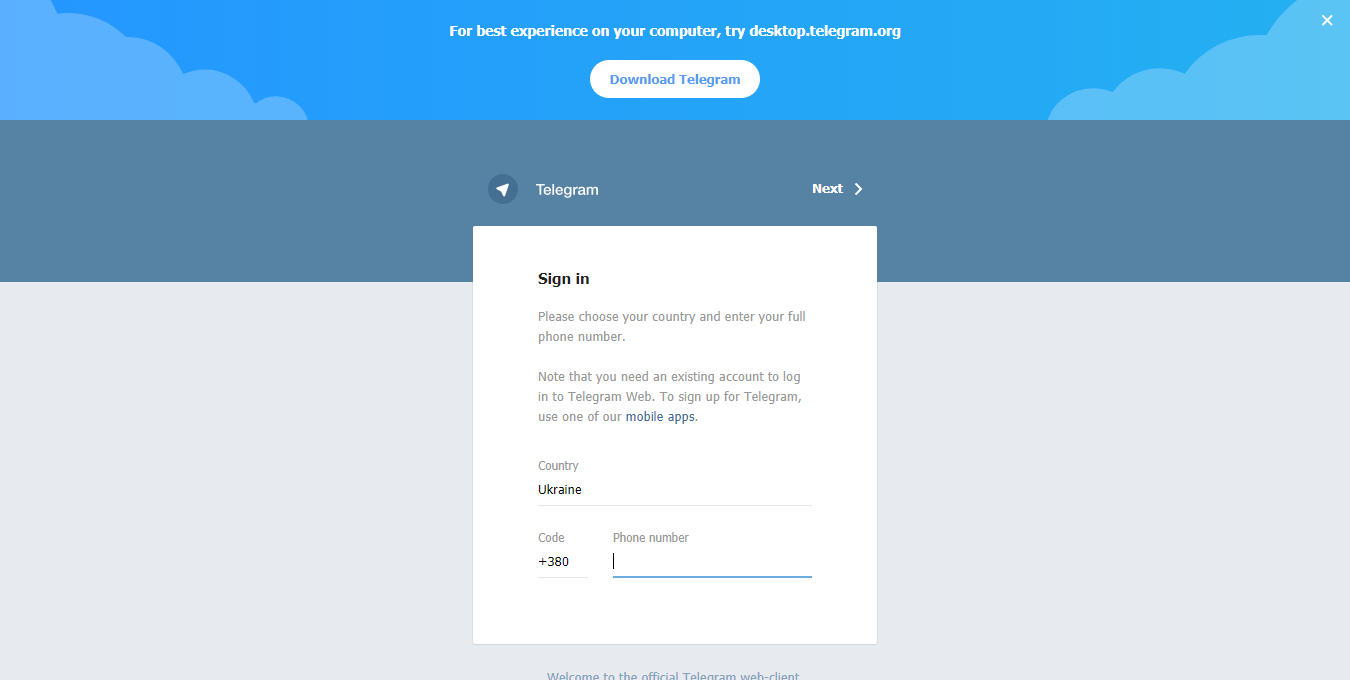 For best experience on your computer, try desktop.telegram.org
Download Telegram
Telegram
Next
Sign in
Please choose your country and enter your full
phone number.
Note that you need an existing account to log
in to Telegram Web. To sign up for Telegram,
use one of our mobile apps.
Country
Ukraine
Code
Phone number
+380
Welcome to the official Telegram web-client.